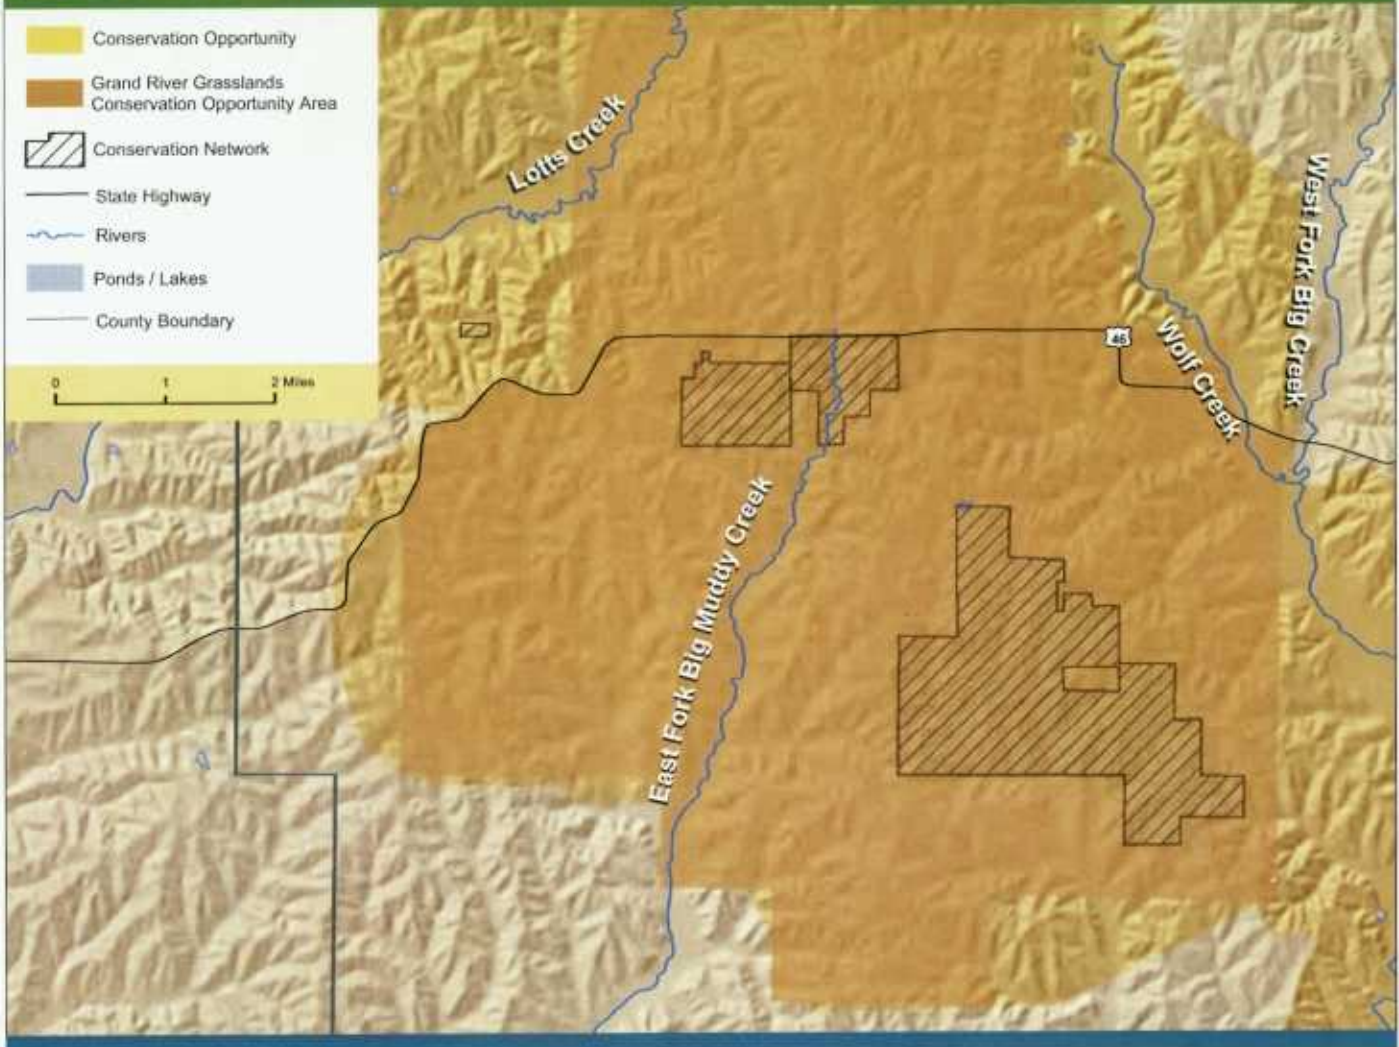 Conservation Opportunity
Grand River Grasslands
Conservation Opportunity Area
Conservation Network
State Highway
Rivers
Ponds / Lakes
County Boundary
0 1 2 Miles
Lotts Creek
West Fork Big Creek
46
Wolf Creek
East Fork Big Muddy Creek